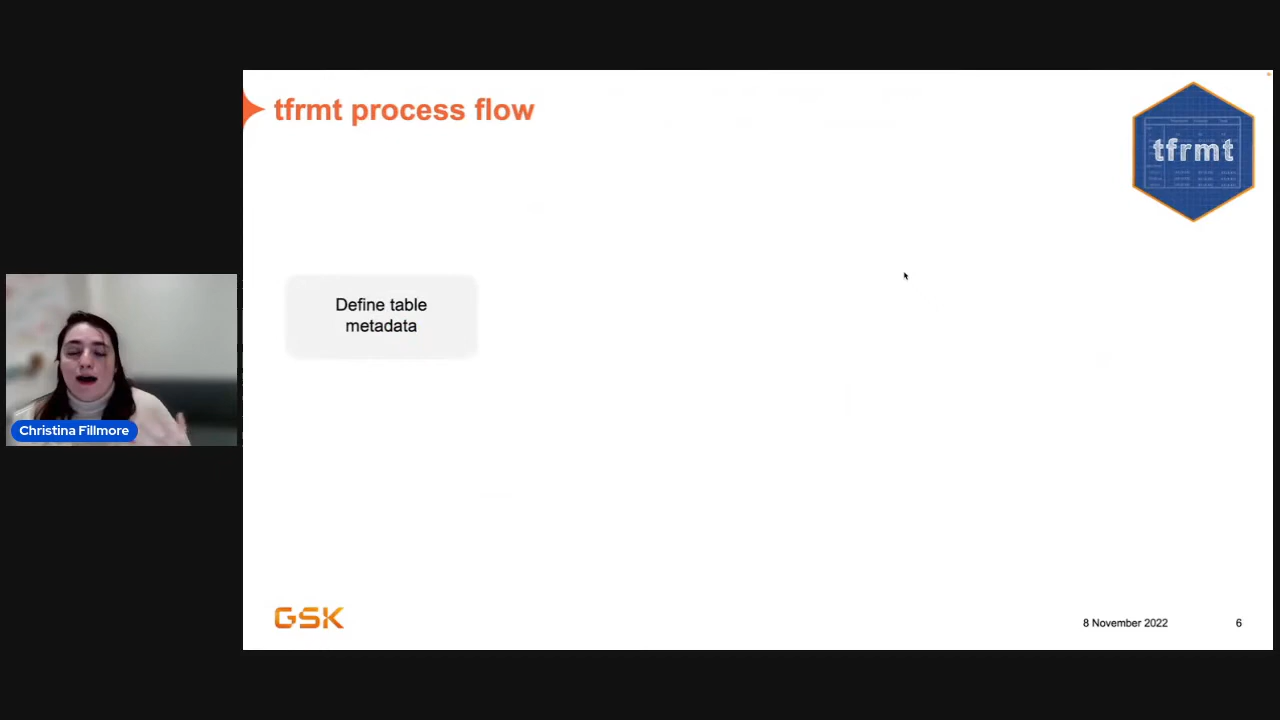 tfrmt process flow
tfrmt
Define table
metadata
Christina Fillmore
GSK
8 November 2022
6